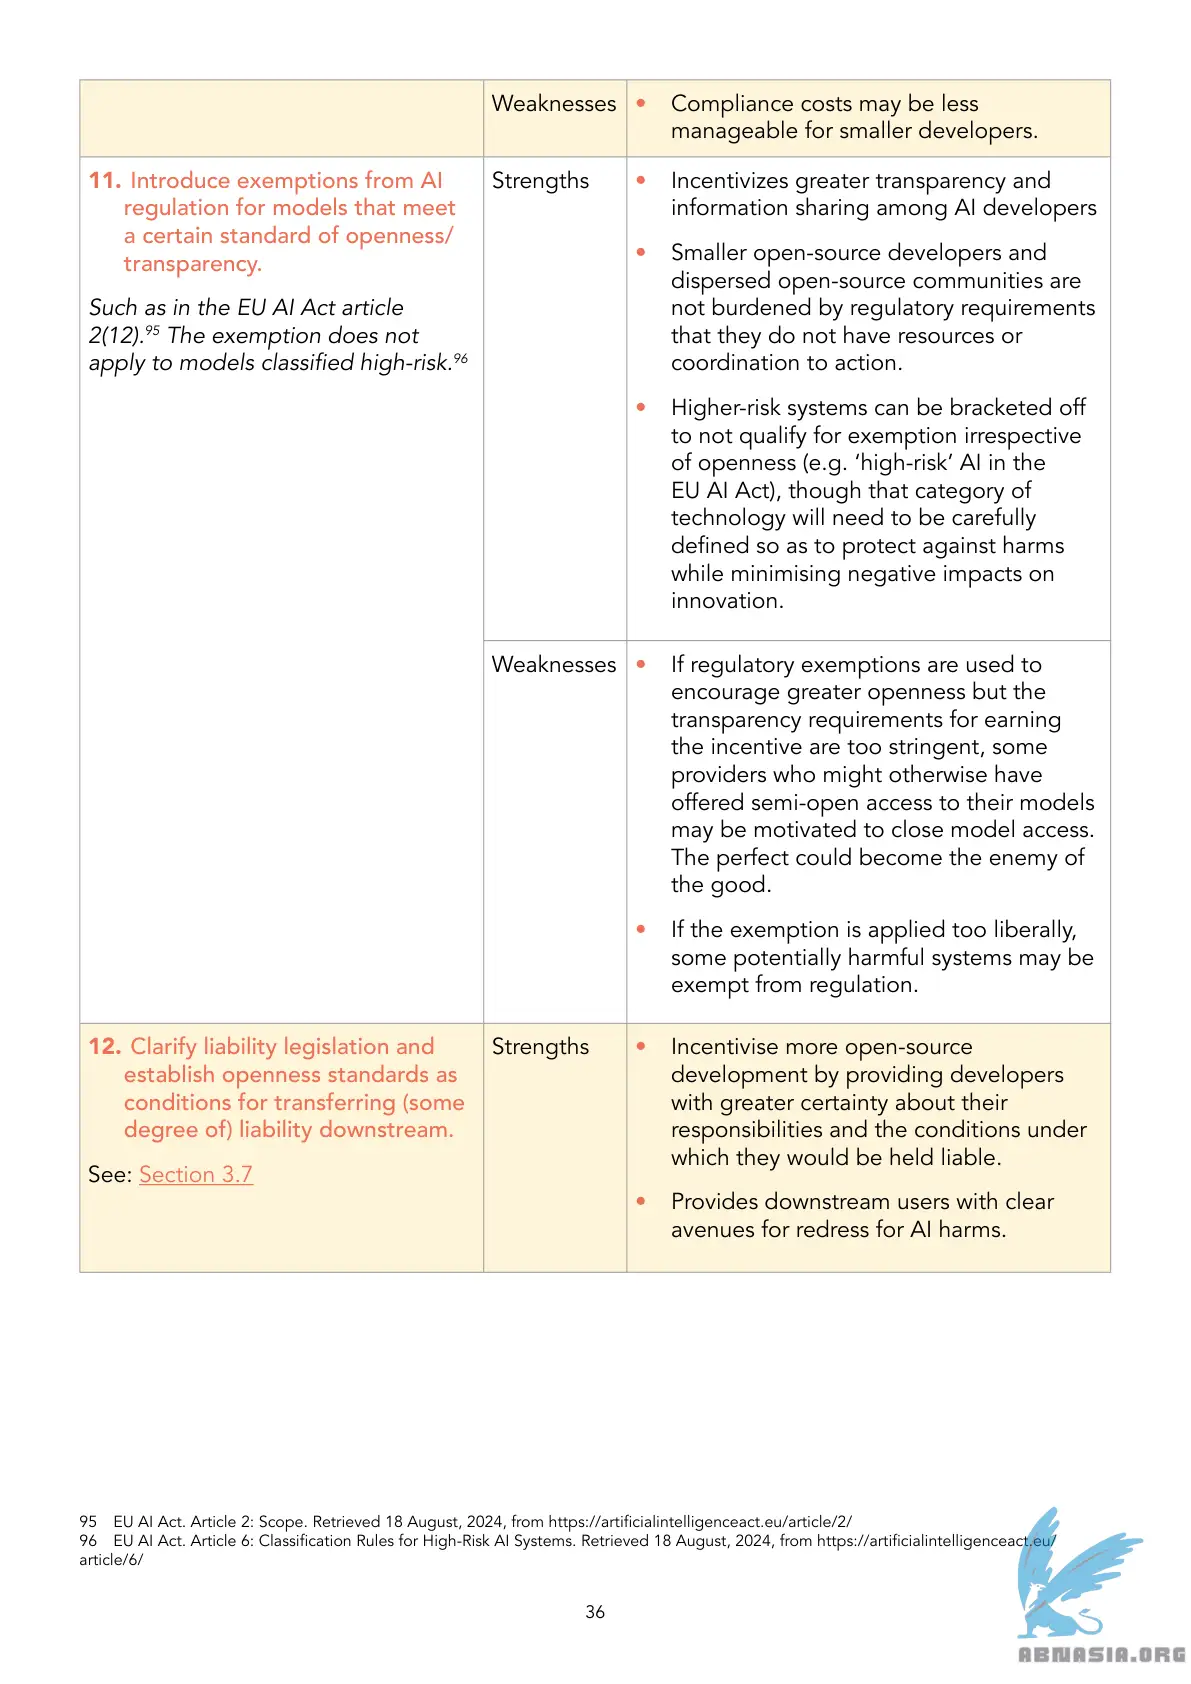 Weaknesses
• Compliance costs may be less
manageable for smaller developers.
11. Introduce exemptions from AI
regulation for models that meet
a certain standard of openness/
transparency.
Such as in the EU AI Act article
2(12).95 The exemption does not
apply to models classified high-risk.96
Strengths
• Incentivizes greater transparency and
information sharing among AI developers
• Smaller open-source developers and
dispersed open-source communities are
not burdened by regulatory requirements
that they do not have resources or
coordination to action.
• Higher-risk systems can be bracketed off
to not qualify for exemption irrespective
of openness (e.g. ‘high-risk’ AI in the
EU AI Act), though that category of
technology will need to be carefully
defined so as to protect against harms
while minimising negative impacts on
innovation.
Weaknesses
• If regulatory exemptions are used to
encourage greater openness but the
transparency requirements for earning
the incentive are too stringent, some
providers who might otherwise have
offered semi-open access to their models
may be motivated to close model access.
The perfect could become the enemy of
the good.
• If the exemption is applied too liberally,
some potentially harmful systems may be
exempt from regulation.
12. Clarify liability legislation and
establish openness standards as
conditions for transferring (some
degree of) liability downstream.
See: Section 3.7
Strengths
• Incentivise more open-source
development by providing developers
with greater certainty about their
responsibilities and the conditions under
which they would be held liable.
• Provides downstream users with clear
avenues for redress for AI harms.
95 EU AI Act. Article 2: Scope. Retrieved 18 August, 2024, from https://artificialintelligenceact.eu/article/2/
96 EU AI Act. Article 6: Classification Rules for High-Risk AI Systems. Retrieved 18 August, 2024, from https://artificialintelligenceact.eu/
article/6/
36
ABNASIA.ORG